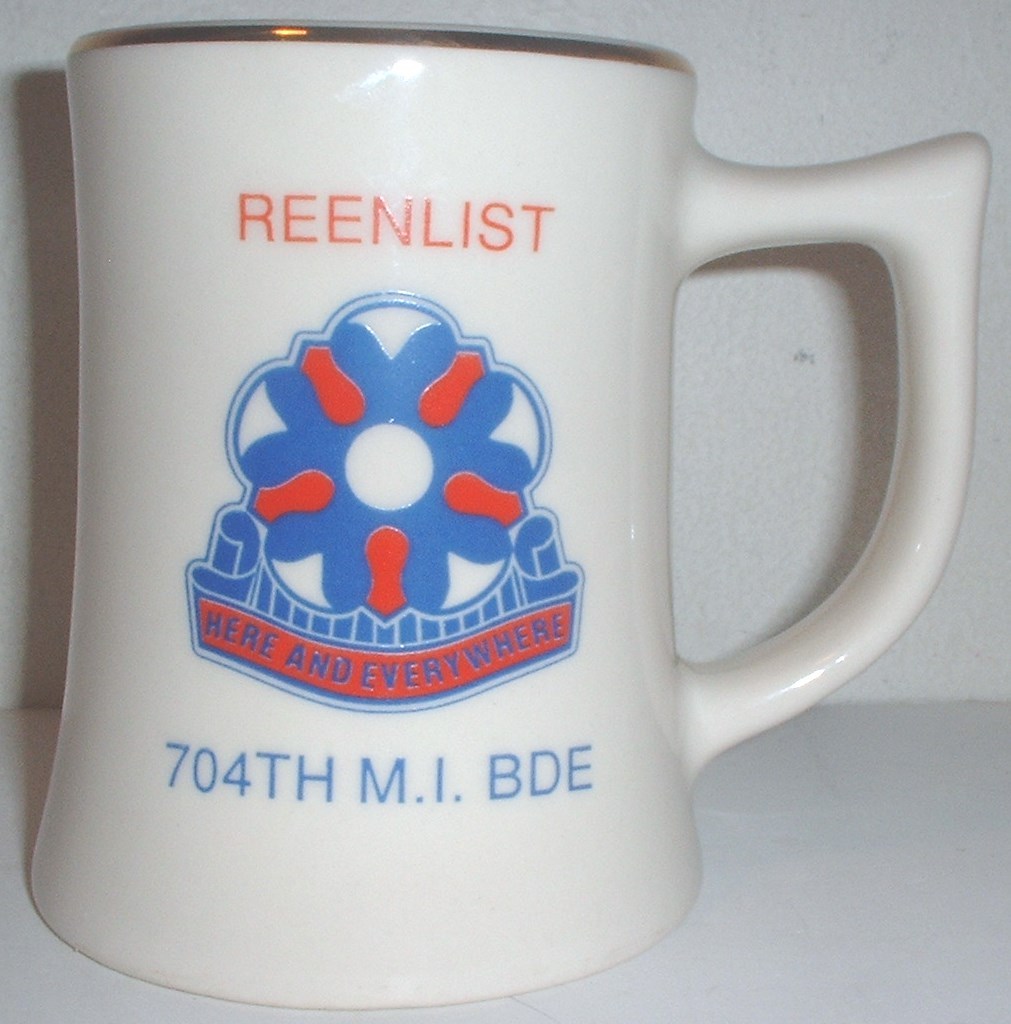 REENLIST
HERE AND EVERYWHERE
704TH M.I. BDE